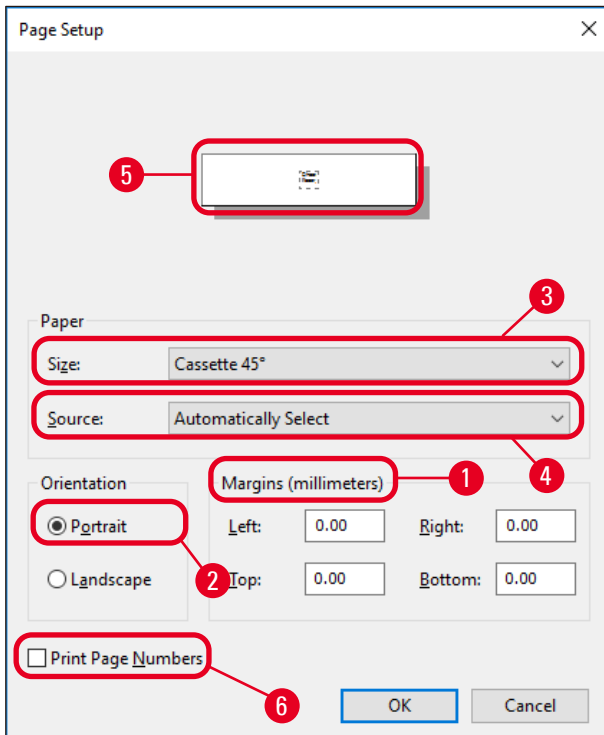 Page Setup
5
3
Paper
Size: Cassette 45°
Source: Automatically Select
4
Orientation
Margins (millimeters)
1
Portrait
Left: 0.00 Right: 0.00
2
Landscape
Top: 0.00 Bottom: 0.00
Print Page Numbers
6
OK Cancel